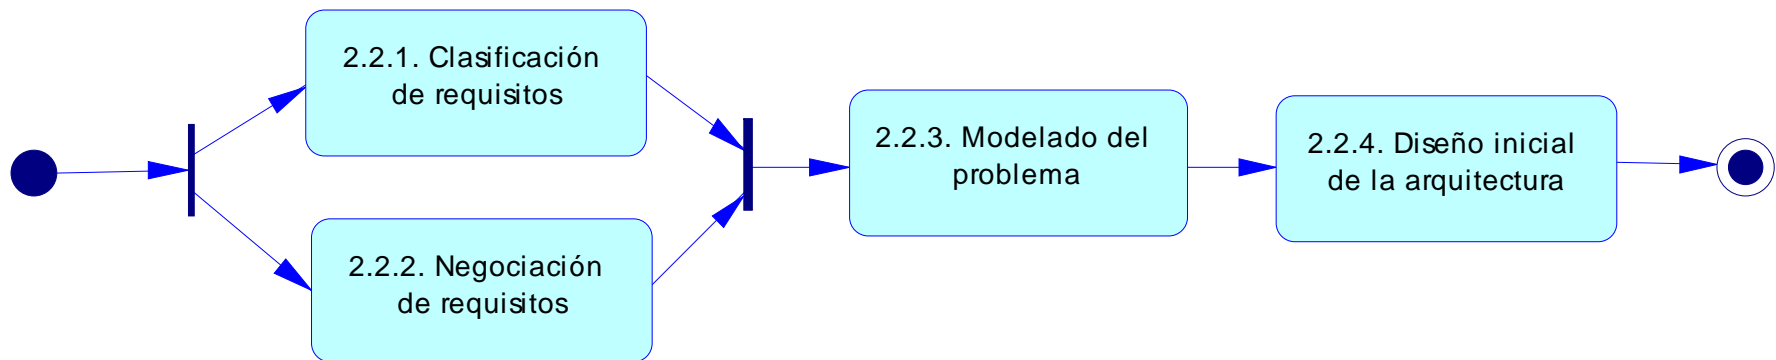 2.2.1. Clasificación
de requisitos
2.2.2. Negociación
de requisitos
2.2.3. Modelado del
problema
2.2.4. Diseño inicial
de la arquitectura